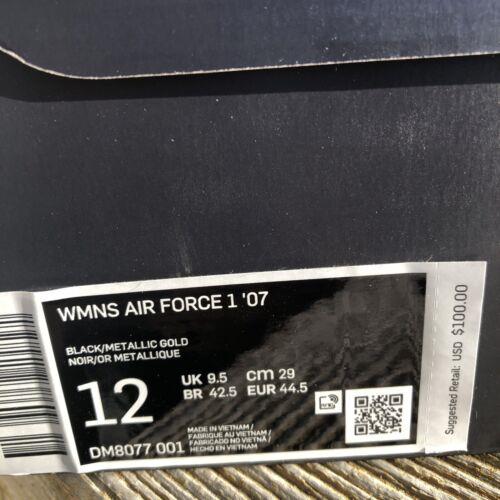 WMNS AIR FORCE 1 '07
BLACK/METALLIC GOLD
NOIR/OR METALLIQUE
12
UK 9.5 cm 29
BR 42.5 EUR 44.5
DM8077 001
MADE IN VIETNAM /
FABRIQUE AU VIETNAM /
FABRICADO NO VIETNÃ /
HECHO EN VIETNAM
Suggested Retail: USD $100.00